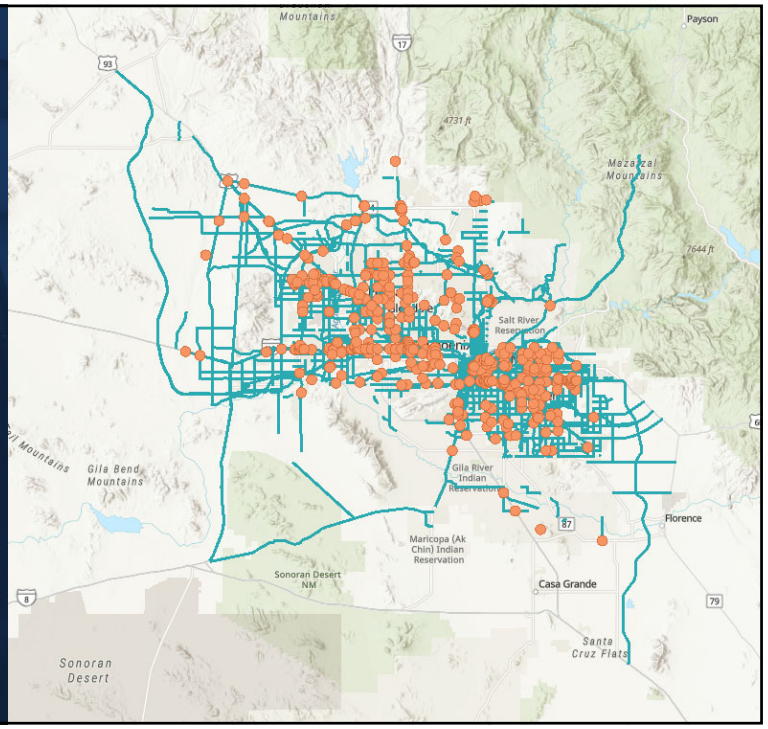 Mountains
Payson
17
93
4731 ft
Mazatzal
Mountains
7644 ft
Salt River
Reservation
Mountains
Gila Bend
Mountains
Gila River
Indian
Reservation
87
Florence
Maricopa (Ak
Chin) Indian
Reservation
Sonoran Desert
NM
Casa Grande
8
79
Santa
Cruz Flats
Sonoran
Desert